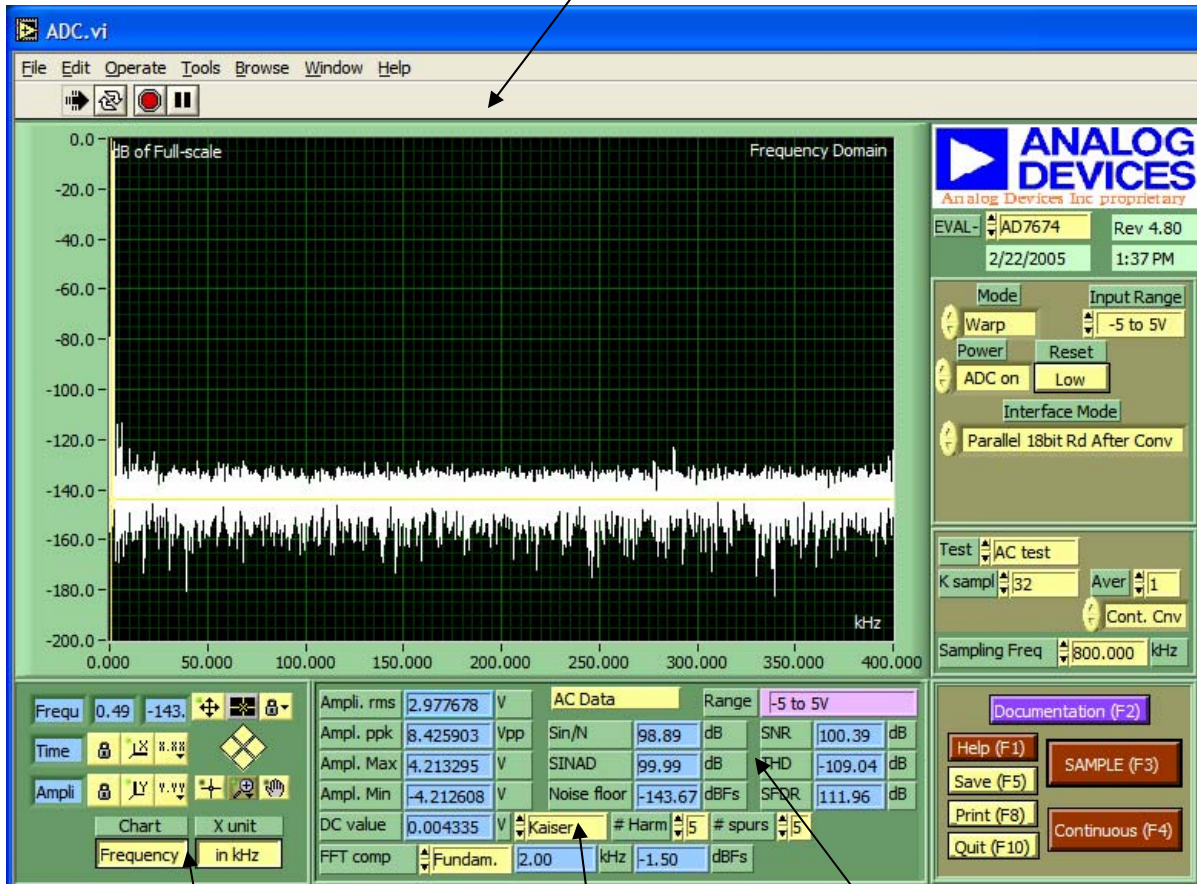 ADC.vi
File Edit Operate Tools Browse Window Help
dB of Full-scale
Frequency Domain
0.0
-20.0
-40.0
-60.0
-80.0
-100.0
-120.0
-140.0
-160.0
-180.0
-200.0
kHz
0.000 50.000 100.000 150.000 200.000 250.000 300.000 350.000 400.000
ANALOG
DEVICES
Analog Devices Inc proprietary
EVAL- AD7674 Rev 4.80
2/22/2005 1:37 PM
Mode Input Range
Warp -5 to 5V
Power Reset
ADC on Low
Interface Mode
Parallel 18bit Rd After Conv
Test AC test
K sampl 32 Aver 1
Cont. Cnv
Sampling Freq 800.000 kHz
Frequ 0.49 -143.
Time X X.XX
Ampli Y Y.YY
Chart X unit
Frequency in kHz
Ampli. rms 2.977678 V AC Data Range -5 to 5V
Ampl. ppk 8.425903 Vpp Sin/N 98.89 dB SNR 100.39 dB
Ampl. Max 4.213295 V SINAD 99.99 dB THD -109.04 dB
Ampl. Min -4.212608 V Noise floor -143.67 dBFs SFDR 111.96 dB
DC value 0.004335 V Kaiser # Harm 5 # spurs 5
FFT comp Fundam. 2.00 kHz -1.50 dBFs
Documentation (F2)
Help (F1)
Save (F5)
Print (F8)
Quit (F10)
SAMPLE (F3)
Continuous (F4)